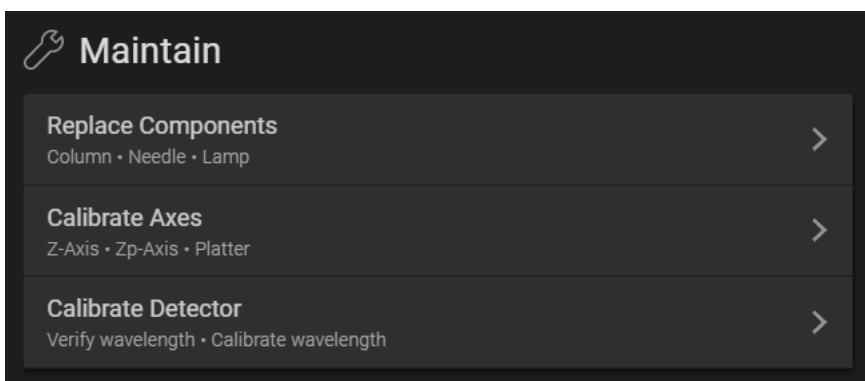 Maintain
Replace Components
Column • Needle • Lamp
Calibrate Axes
Z-Axis • Zp-Axis • Platter
Calibrate Detector
Verify wavelength • Calibrate wavelength